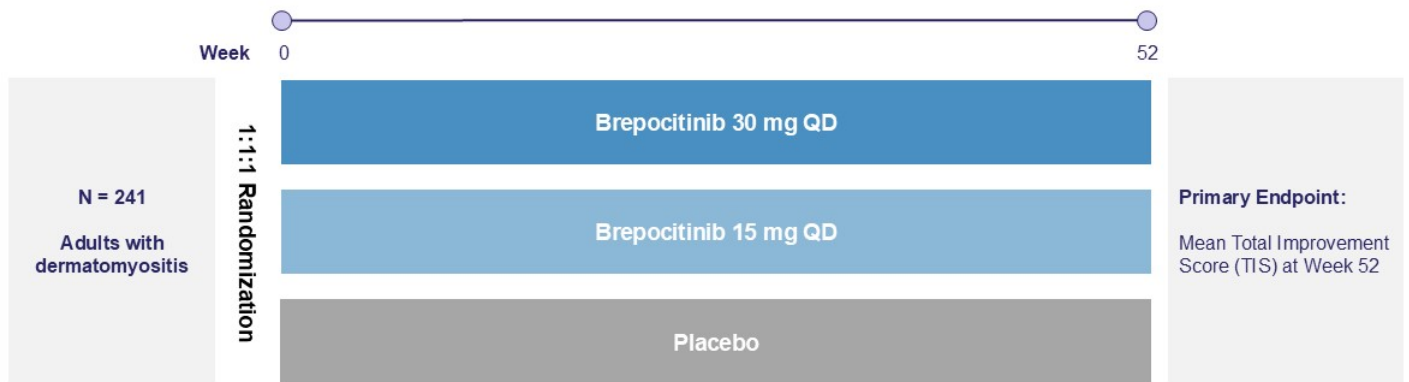 Week 0 52
1:1:1 Randomization
N = 241
Adults with
dermatomyositis
Brepocitinib 30 mg QD
Brepocitinib 15 mg QD
Placebo
Primary Endpoint:
Mean Total Improvement
Score (TIS) at Week 52